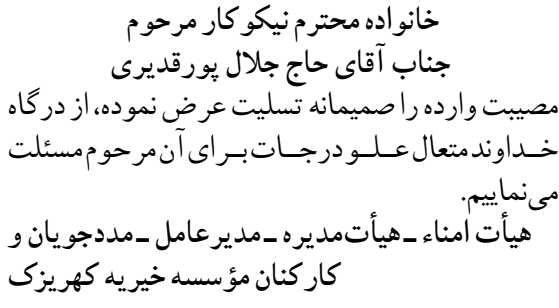 خانواده محترم نیکوکار مرحوم
جناب آقای حاج جلال پورقدیری
مصیبت وارده را صمیمانه تسلیت عرض نموده، از درگاه
خداوند متعال علو درجات برای آن مرحوم مسئلت
می‌نماییم.
هیأت امناء ـ هیأت‌مدیره ـ مدیرعامل ـ مددجویان و
کارکنان مؤسسه خیریه کهریزک